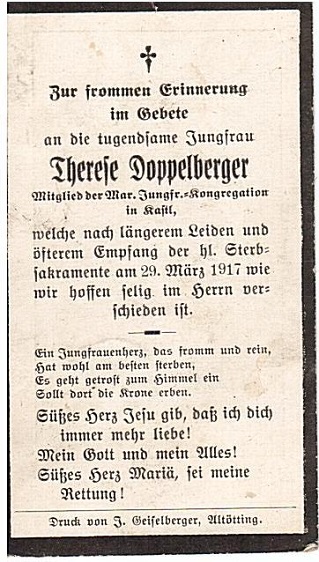 Zur frommen Erinnerung
im Gebete
an die tugendsame Jungfrau
Therese Doppelberger
Mitglied der Mar. Jungfr.-Kongregation
in Kastl,
welche nach längerem Leiden und
öfterem Empfang der hl. Sterb-
sakramente am 29. März 1917 wie
wir hoffen selig im Herrn ver-
schieden ist.
Ein Jungfrauenherz, das fromm und rein,
Hat wohl am besten sterben,
Es geht getrost zum Himmel ein
Sollt dort die Krone erben.
Süßes Herz Jesu gib, daß ich dich
immer mehr liebe!
Mein Gott und mein Alles!
Süßes Herz Mariä, sei meine
Rettung!
Druck von J. Geiselberger, Altötting.